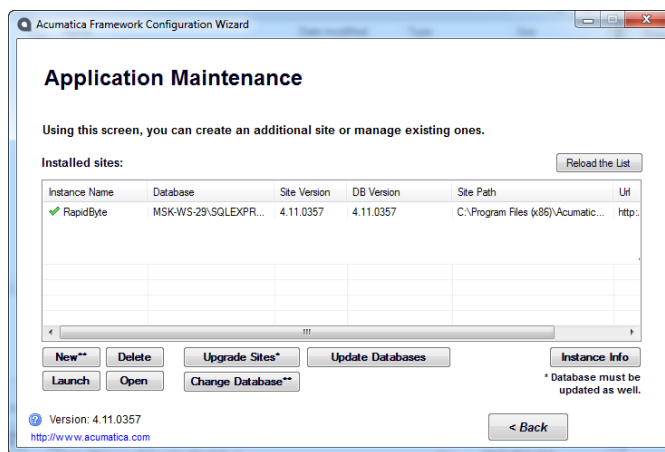 Acumatica Framework Configuration Wizard
Application Maintenance
Using this screen, you can create an additional site or manage existing ones.
Installed sites:
Reload the List
Instance Name Database Site Version DB Version Site Path Url
RapidByte MSK-WS-29\SQLEXPR... 4.11.0357 4.11.0357 C:\Program Files (x86)\Acumatic... http:
New** Delete Upgrade Sites* Update Databases Instance Info
Launch Open Change Database** * Database must be
updated as well.
Version: 4.11.0357
http://www.acumatica.com
< Back